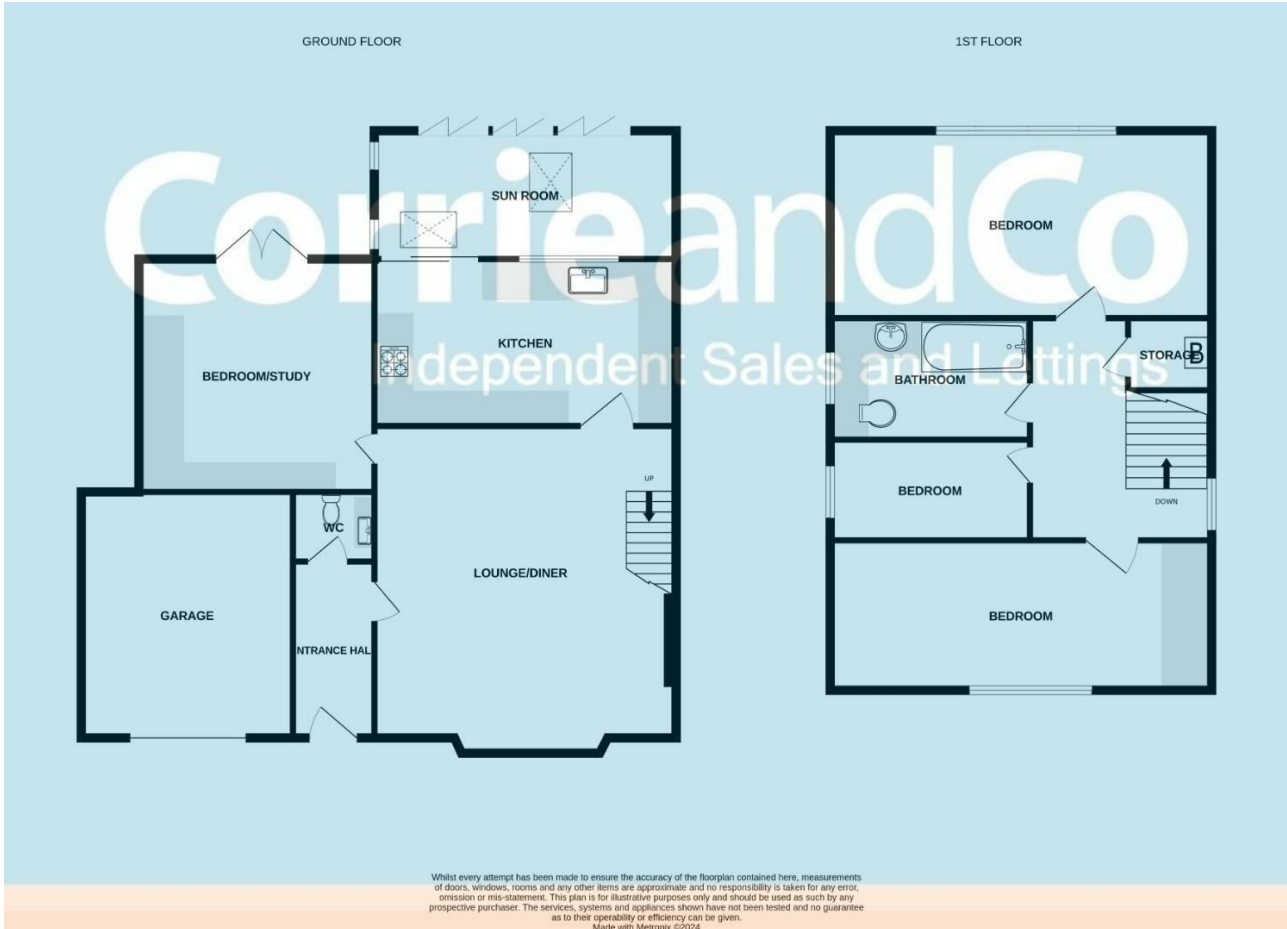 GROUND FLOOR
1ST FLOOR
CorrieandCo
Independent Sales and Lettings
SUN ROOM
KITCHEN
BEDROOM/STUDY
UP
WC
LOUNGE/DINER
GARAGE
NTRANCE HAL
BEDROOM
STORAGE
B
BATHROOM
BEDROOM
DOWN
BEDROOM
Whilst every attempt has been made to ensure the accuracy of the floorplan contained here, measurements
of doors, windows, rooms and any other items are approximate and no responsibility is taken for any error,
omission or mis-statement. This plan is for illustrative purposes only and should be used as such by any
prospective purchaser. The services, systems and appliances shown have not been tested and no guarantee
as to their operability or efficiency can be given.
Made with Metropix ©2024